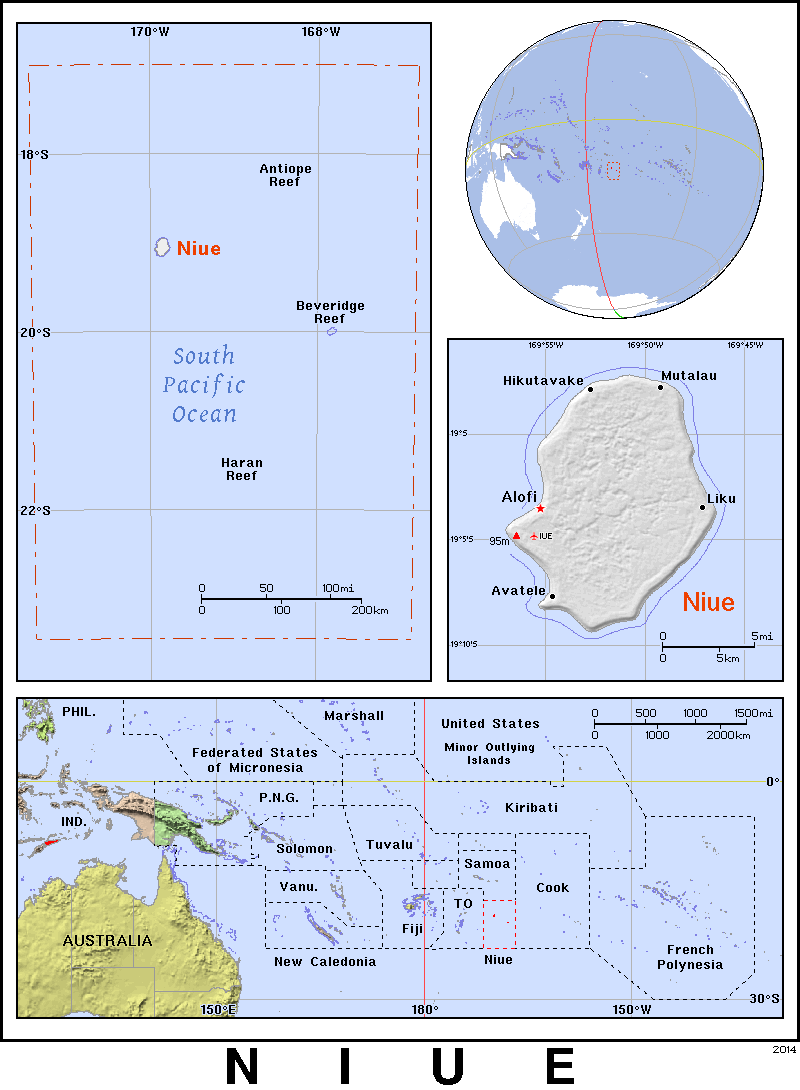 170°W 168°W
18°S
Antiope
Reef
Niue
Beveridge
Reef
20°S
South
Pacific
Ocean
Haran
Reef
22°S
0 50 100mi
0 100 200km
169°55'W 169°50'W 169°45'W
Hikutavake
Mutalau
19°S
Alofi
Liku
19°5'S
95m
IUE
Avatele
Niue
0 5mi
0 5km
19°10'S
PHIL.
Marshall
United States
Minor Outlying
Islands
0 500 1000 1500mi
0 1000 2000km
Federated States
of Micronesia
0°
P.N.G.
Kiribati
IND.
Solomon
Tuvalu
Samoa
Vanu.
Cook
TO
Fiji
AUSTRALIA
French
Polynesia
New Caledonia
Niue
30°S
150°E 180° 150°W
2014
N I U E